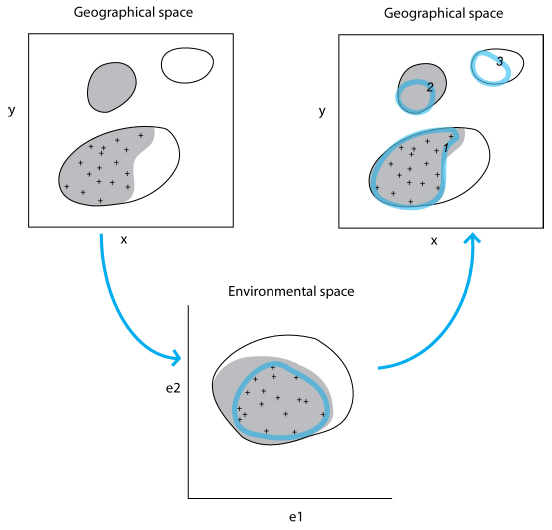 Geographical space
Geographical space
y
x
y
2
3
1
x
Environmental space
e2
e1